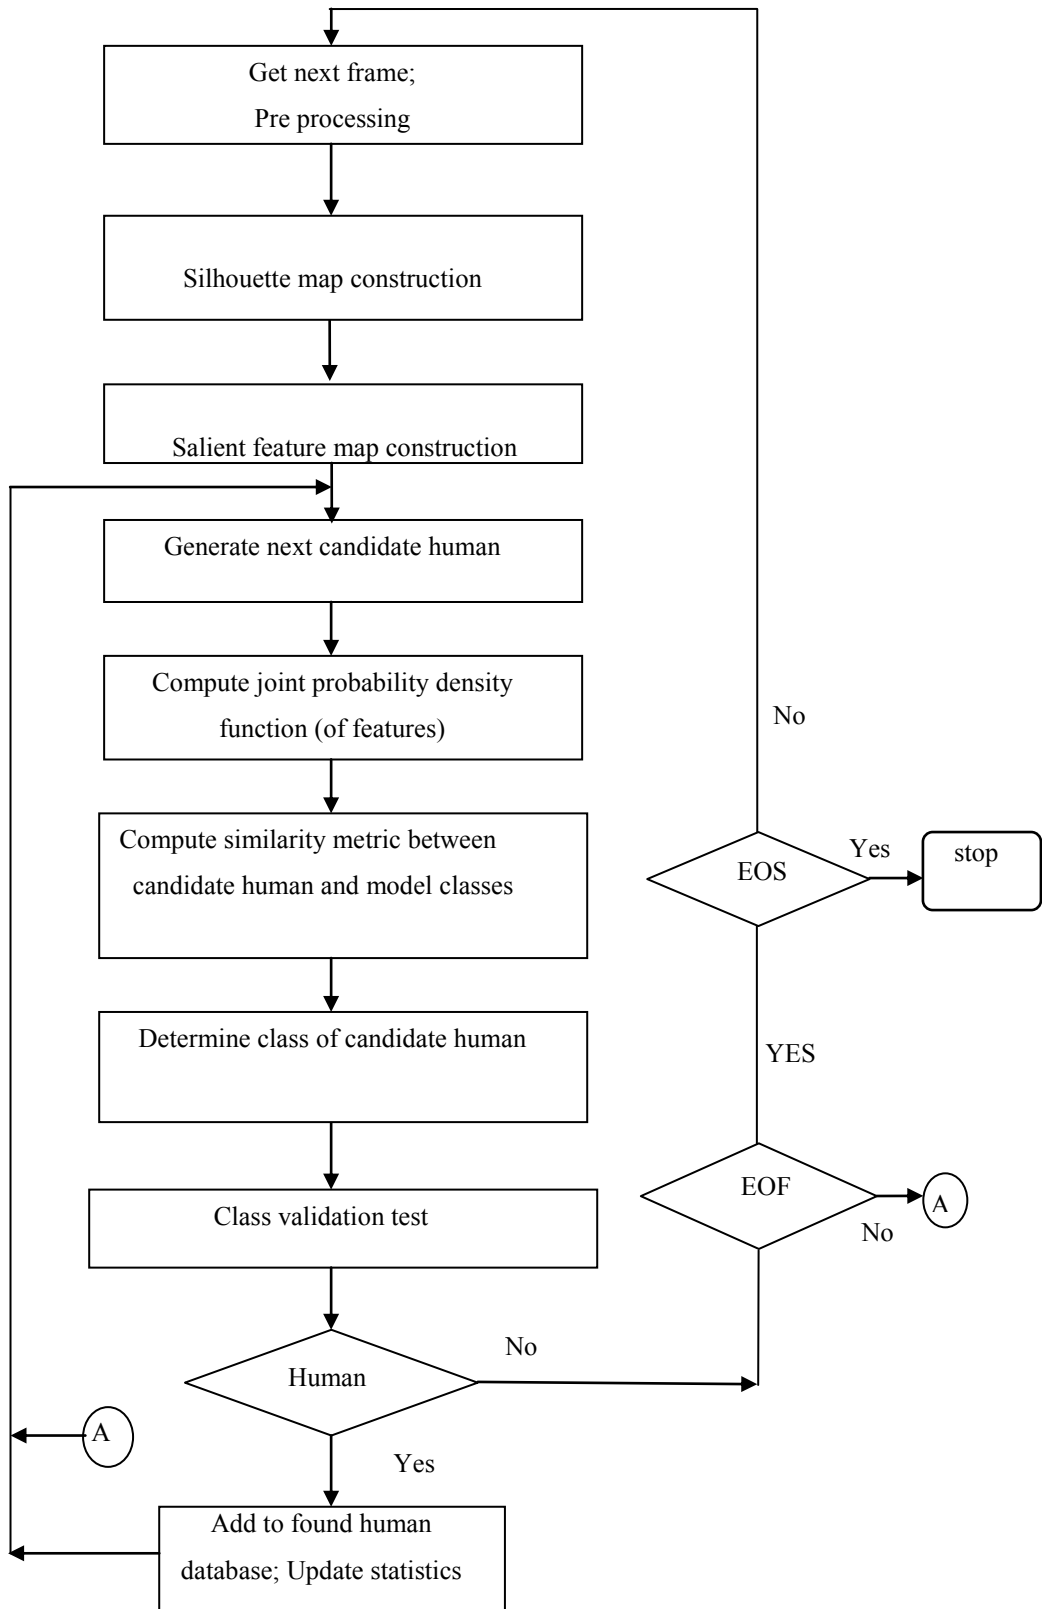 Get next frame;
Pre processing
Silhouette map construction
Salient feature map construction
Generate next candidate human
Compute joint probability density
function (of features)
No
Compute similarity metric between
candidate human and model classes
EOS
Yes
stop
Determine class of candidate human
YES
EOF
No
A
Class validation test
Human
No
A
Yes
Add to found human
database; Update statistics